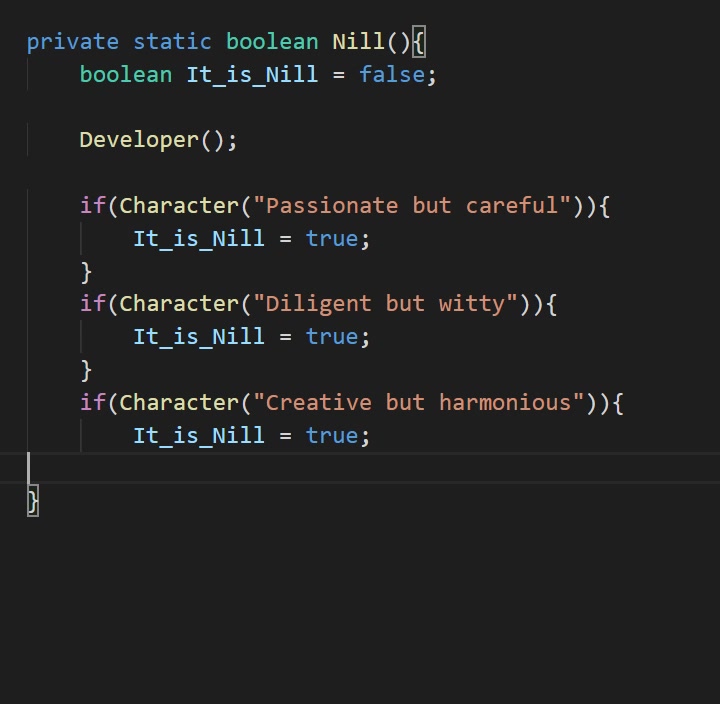 private static boolean Nill(){
    boolean It_is_Nill = false;

    Developer();

    if(Character("Passionate but careful")){
        It_is_Nill = true;
    }
    if(Character("Diligent but witty")){
        It_is_Nill = true;
    }
    if(Character("Creative but harmonious")){
        It_is_Nill = true;

}